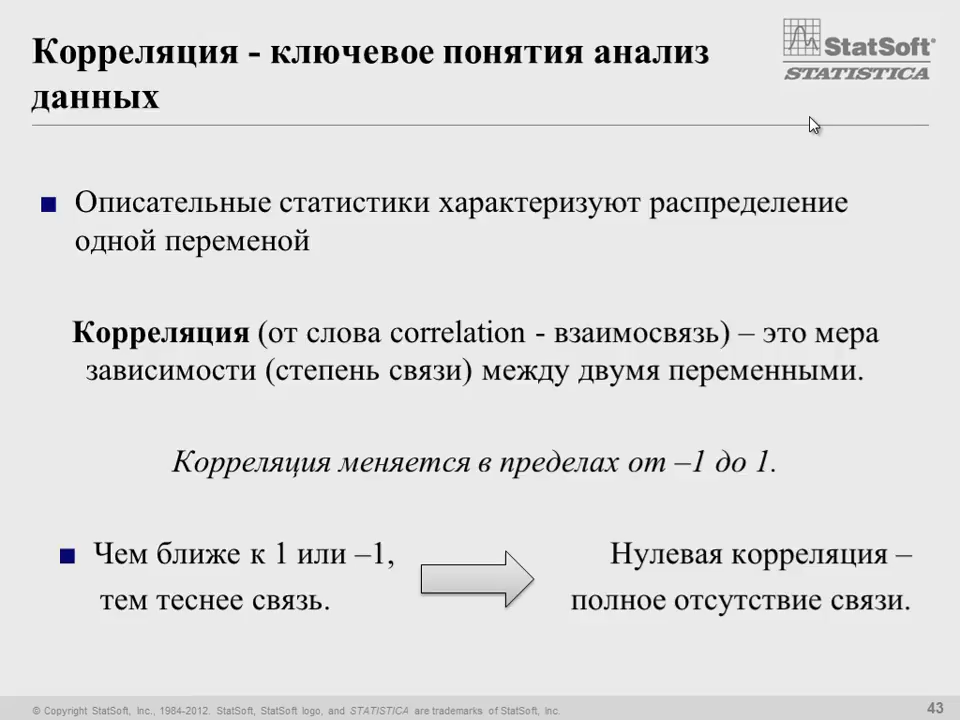 Корреляция - ключевое понятия анализ
данных
StatSoft®
STATISTICA
Описательные статистики характеризуют распределение
одной переменой
Корреляция (от слова correlation - взаимосвязь) – это мера
зависимости (степень связи) между двумя переменными.
Корреляция меняется в пределах от –1 до 1.
Чем ближе к 1 или –1,
тем теснее связь.
Нулевая корреляция –
полное отсутствие связи.
© Copyright StatSoft, Inc., 1984-2012. StatSoft, StatSoft logo, and STATISTICA are trademarks of StatSoft, Inc.
43